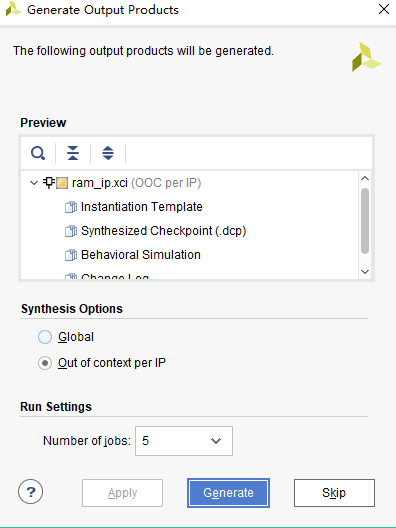 Generate Output Products
The following output products will be generated.
Preview
ram_ip.xci (OOC per IP)
Instantiation Template
Synthesized Checkpoint (.dcp)
Behavioral Simulation
Change Log
Synthesis Options
Global
Out of context per IP
Run Settings
Number of jobs: 5
? Apply Generate Skip